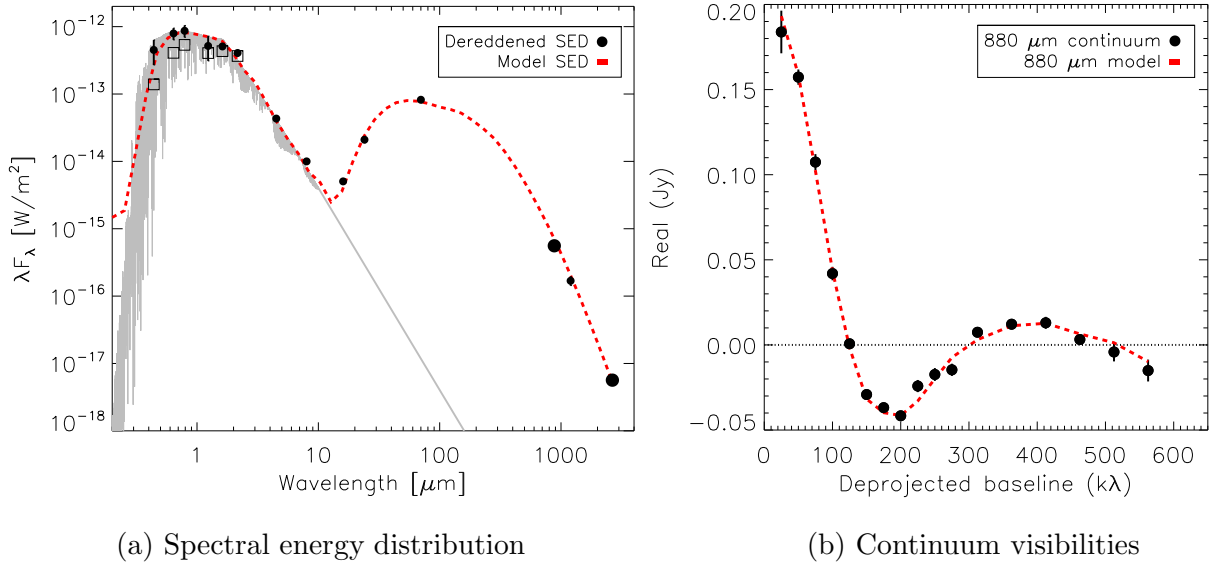 10⁻¹²
10⁻¹³
10⁻¹⁴
10⁻¹⁵
10⁻¹⁶
10⁻¹⁷
10⁻¹⁸
λF_λ [W/m²]
Dereddened SED
Model SED
1 10 100 1000
Wavelength [μm]
(a) Spectral energy distribution
0.20
0.15
0.10
0.05
0.00
−0.05
Real (Jy)
880 μm continuum
880 μm model
0 100 200 300 400 500 600
Deprojected baseline (kλ)
(b) Continuum visibilities